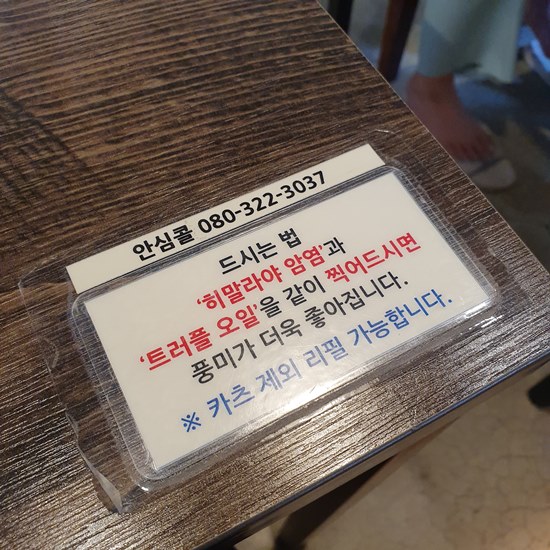 안심콜 080-322-3037
드시는 법
'히말라야 암염'과
'트러플 오일'을 같이 찍어드시면
풍미가 더욱 좋아집니다.
※ 카츠 제외 리필 가능합니다.